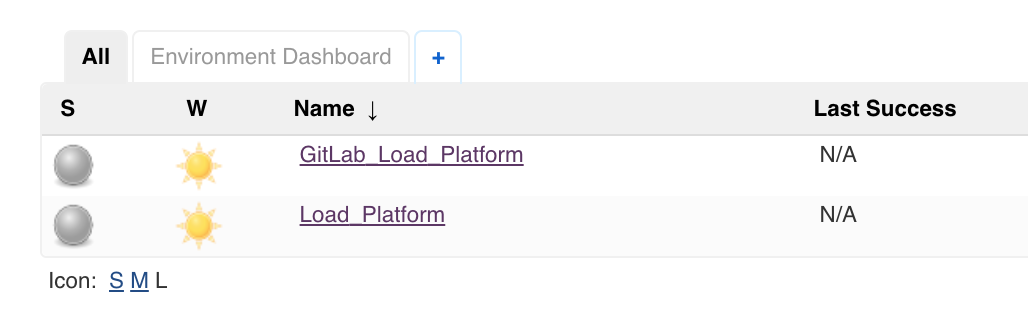 All Environment Dashboard +
S W Name ↓ Last Success
GitLab_Load_Platform N/A
Load_Platform N/A
Icon: S M L